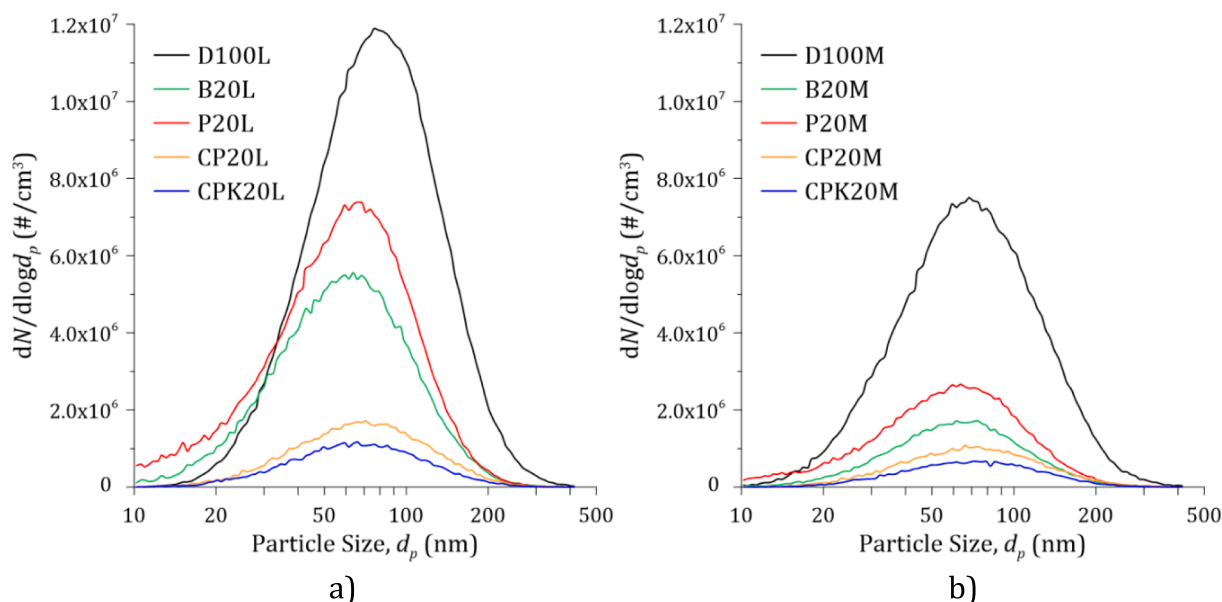 1.2x10⁷
1.0x10⁷
8.0x10⁶
6.0x10⁶
4.0x10⁶
2.0x10⁶
0
dN/dlogdₚ (#/cm³)
D100L
B20L
P20L
CP20L
CPK20L
10 20 50 100 200 500
Particle Size, dₚ (nm)
a)
1.2x10⁷
1.0x10⁷
8.0x10⁶
6.0x10⁶
4.0x10⁶
2.0x10⁶
0
dN/dlogdₚ (#/cm³)
D100M
B20M
P20M
CP20M
CPK20M
10 20 50 100 200 500
Particle Size, dₚ (nm)
b)